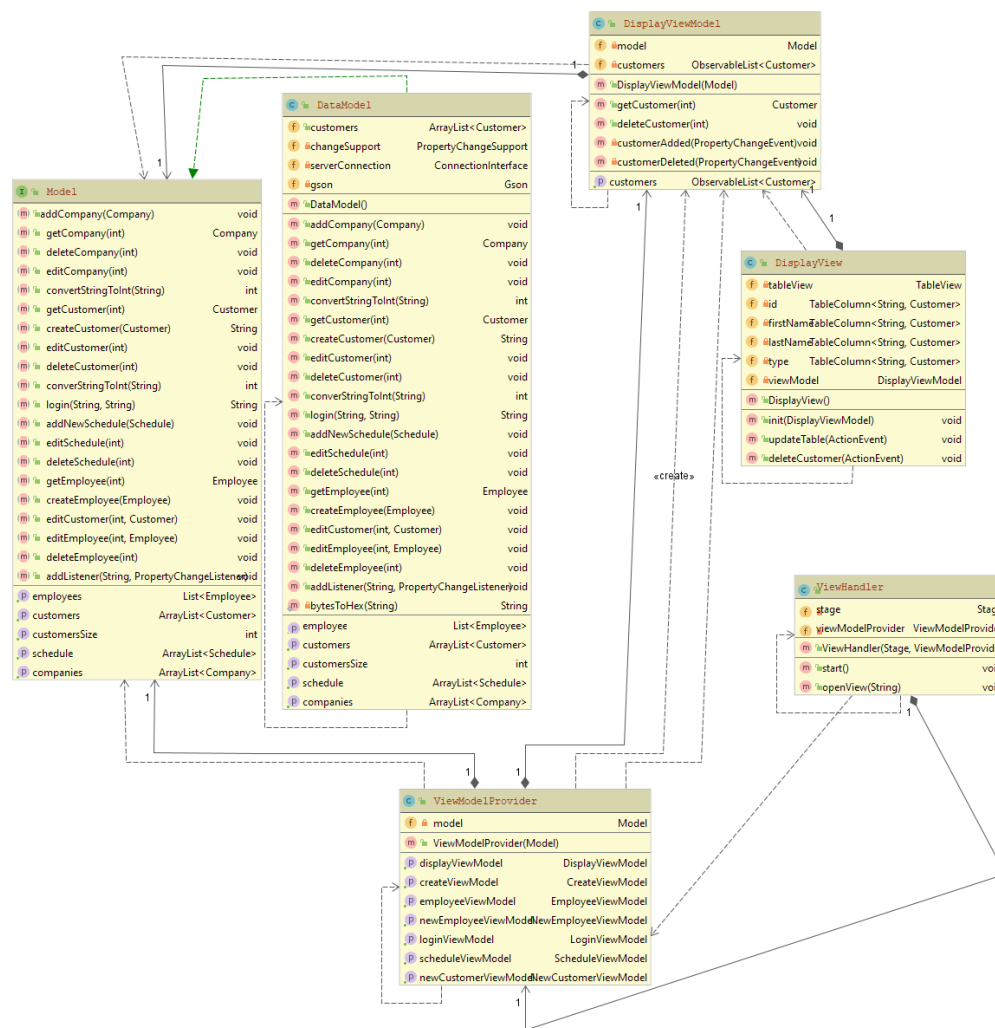 DisplayViewModel
model Model
customers ObservableList<Customer>
DisplayViewModel(Model)
getCustomer(int) Customer
deleteCustomer(int) void
customerAdded(PropertyChangeEvent) void
customerDeleted(PropertyChangeEvent) void
customers ObservableList<Customer>
1
1
1
1
1
DataModel
customers ArrayList<Customer>
changeSupport PropertyChangeSupport
serverConnection ConnectionInterface
gson Gson
DataModel()
addCompany(Company) void
getCompany(int) Company
deleteCompany(int) void
editCompany(int) void
convertStringToInt(String) int
getCustomer(int) Customer
createCustomer(Customer) String
editCustomer(int) void
deleteCustomer(int) void
converStringToInt(String) int
login(String, String) String
addNewSchedule(Schedule) void
editSchedule(int) void
deleteSchedule(int) void
getEmployee(int) Employee
createEmployee(Employee) void
editCustomer(int, Customer) void
editEmployee(int, Employee) void
deleteEmployee(int) void
addListener(String, PropertyChangeListener) void
bytesToHex(String) String
employee List<Employee>
customers ArrayList<Customer>
customersSize int
schedule ArrayList<Schedule>
companies ArrayList<Company>
Model
addCompany(Company) void
getCompany(int) Company
deleteCompany(int) void
editCompany(int) void
convertStringToInt(String) int
getCustomer(int) Customer
createCustomer(Customer) String
editCustomer(int) void
deleteCustomer(int) void
converStringToInt(String) int
login(String, String) String
addNewSchedule(Schedule) void
editSchedule(int) void
deleteSchedule(int) void
getEmployee(int) Employee
createEmployee(Employee) void
editCustomer(int, Customer) void
editEmployee(int, Employee) void
deleteEmployee(int) void
addListener(String, PropertyChangeListener) void
employees List<Employee>
customers ArrayList<Customer>
customersSize int
schedule ArrayList<Schedule>
companies ArrayList<Company>
DisplayView
tableView TableView
id TableColumn<String, Customer>
firstName TableColumn<String, Customer>
lastName TableColumn<String, Customer>
type TableColumn<String, Customer>
viewModel DisplayViewModel
DisplayView()
init(DisplayViewModel) void
updateTable(ActionEvent) void
deleteCustomer(ActionEvent) void
«create»
ViewHandler
stage Stag
viewModelProvider ViewModelProvid
ViewHandler(Stage, ViewModelProvid
start() voi
openView(String) voi
1
1
1
1
ViewModelProvider
model Model
ViewModelProvider(Model)
displayViewModel DisplayViewModel
createViewModel CreateViewModel
employeeViewModel EmployeeViewModel
newEmployeeViewModel NewEmployeeViewModel
loginViewModel LoginViewModel
scheduleViewModel ScheduleViewModel
newCustomerViewModel NewCustomerViewModel
1